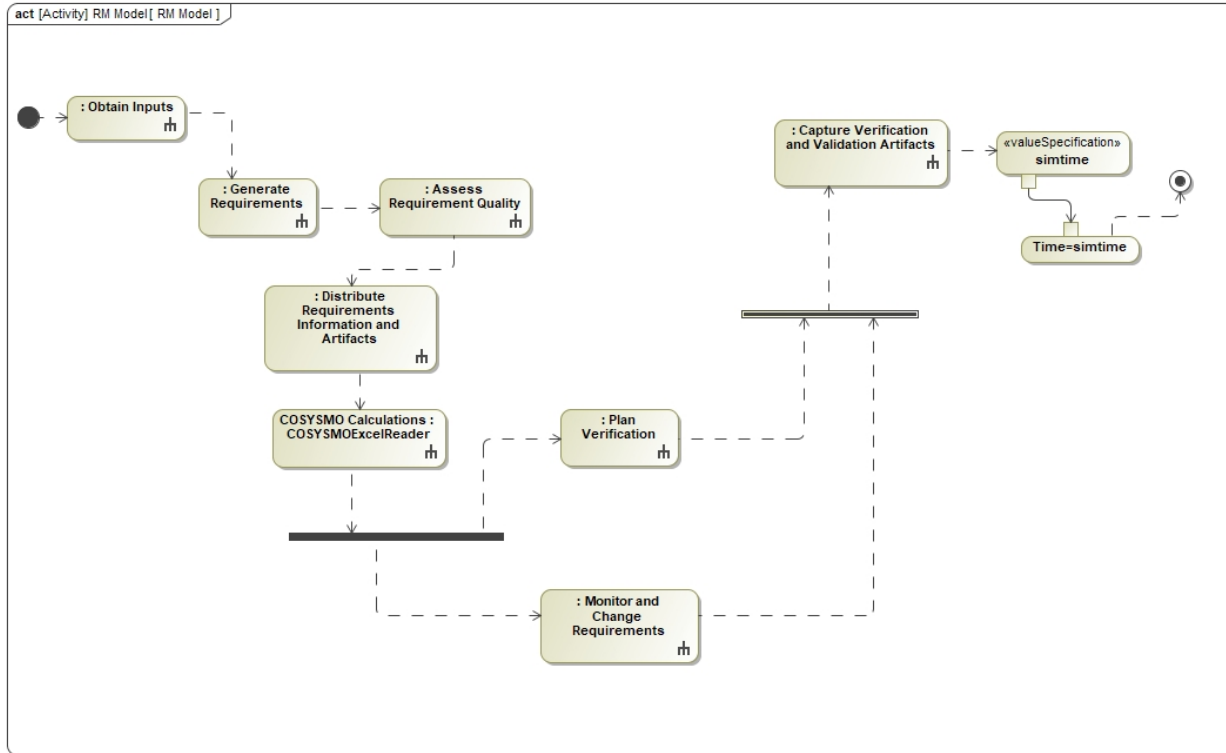 act [Activity] RM Model[ RM Model ]
: Obtain Inputs
: Generate
Requirements
: Assess
Requirement Quality
: Distribute
Requirements
Information and
Artifacts
COSYSMO Calculations :
COSYSMOExcelReader
: Plan
Verification
: Monitor and
Change
Requirements
: Capture Verification
and Validation Artifacts
«valueSpecification»
simtime
Time=simtime